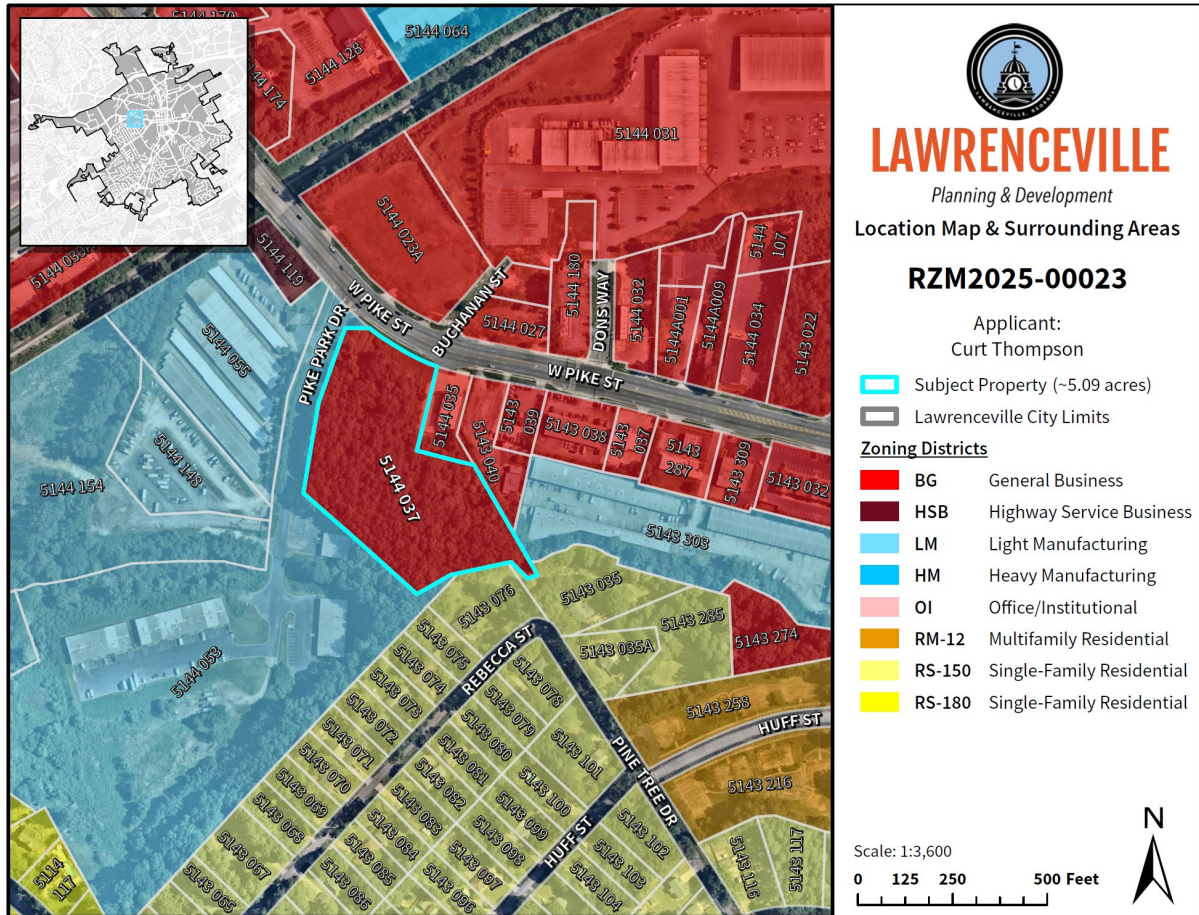 5144 170
5144 064
5144 128
5144 174
5144 031
5144 023A
5144 039A
5144 119
5144 107
5144 180
5144 032
5144A001
5144A009
5144 034
5143 022
5144 027
W PIKE ST
BUCHANAN ST
DONS WAY
PIKE PARK DR
W PIKE ST
5144 055
5144 148
5144 154
5144 035
5143 039
5143 040
5143 038
5143 037
5143 287
5143 309
5143 032
5144 037
5143 303
5143 076
5143 035
5143 285
5143 035A
5143 274
5144 053
5143 075
5143 074
5143 073
5143 072
5143 071
5143 070
5143 069
5143 068
5143 067
5143 065
REBECCA ST
5143 078
5143 079
5143 080
5143 081
5143 082
5143 083
5143 084
5143 085
5143 086
5143 101
5143 100
5143 099
5143 098
5143 097
5143 096
5143 258
HUFF ST
PINE TREE DR
5143 216
HUFF ST
5143 102
5143 103
5143 104
5143 116
5143 117
5114 117
LAWRENCEVILLE, GEORGIA
LAWRENCEVILLE
Planning & Development
Location Map & Surrounding Areas
RZM2025-00023
Applicant:
Curt Thompson
Subject Property (~5.09 acres)
Lawrenceville City Limits
Zoning Districts
BG General Business
HSB Highway Service Business
LM Light Manufacturing
HM Heavy Manufacturing
OI Office/Institutional
RM-12 Multifamily Residential
RS-150 Single-Family Residential
RS-180 Single-Family Residential
Scale: 1:3,600
0 125 250 500 Feet
N